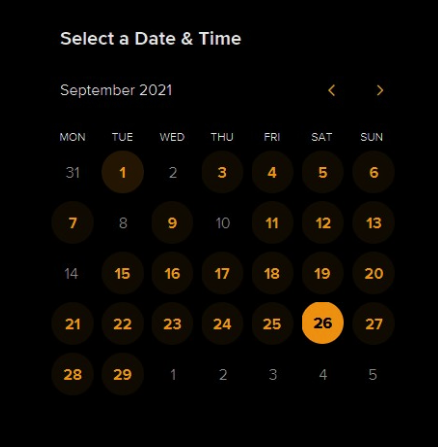 Select a Date & Time
September 2021
MON TUE WED THU FRI SAT SUN
31 1 2 3 4 5 6
7 8 9 10 11 12 13
14 15 16 17 18 19 20
21 22 23 24 25 26 27
28 29 1 2 3 4 5